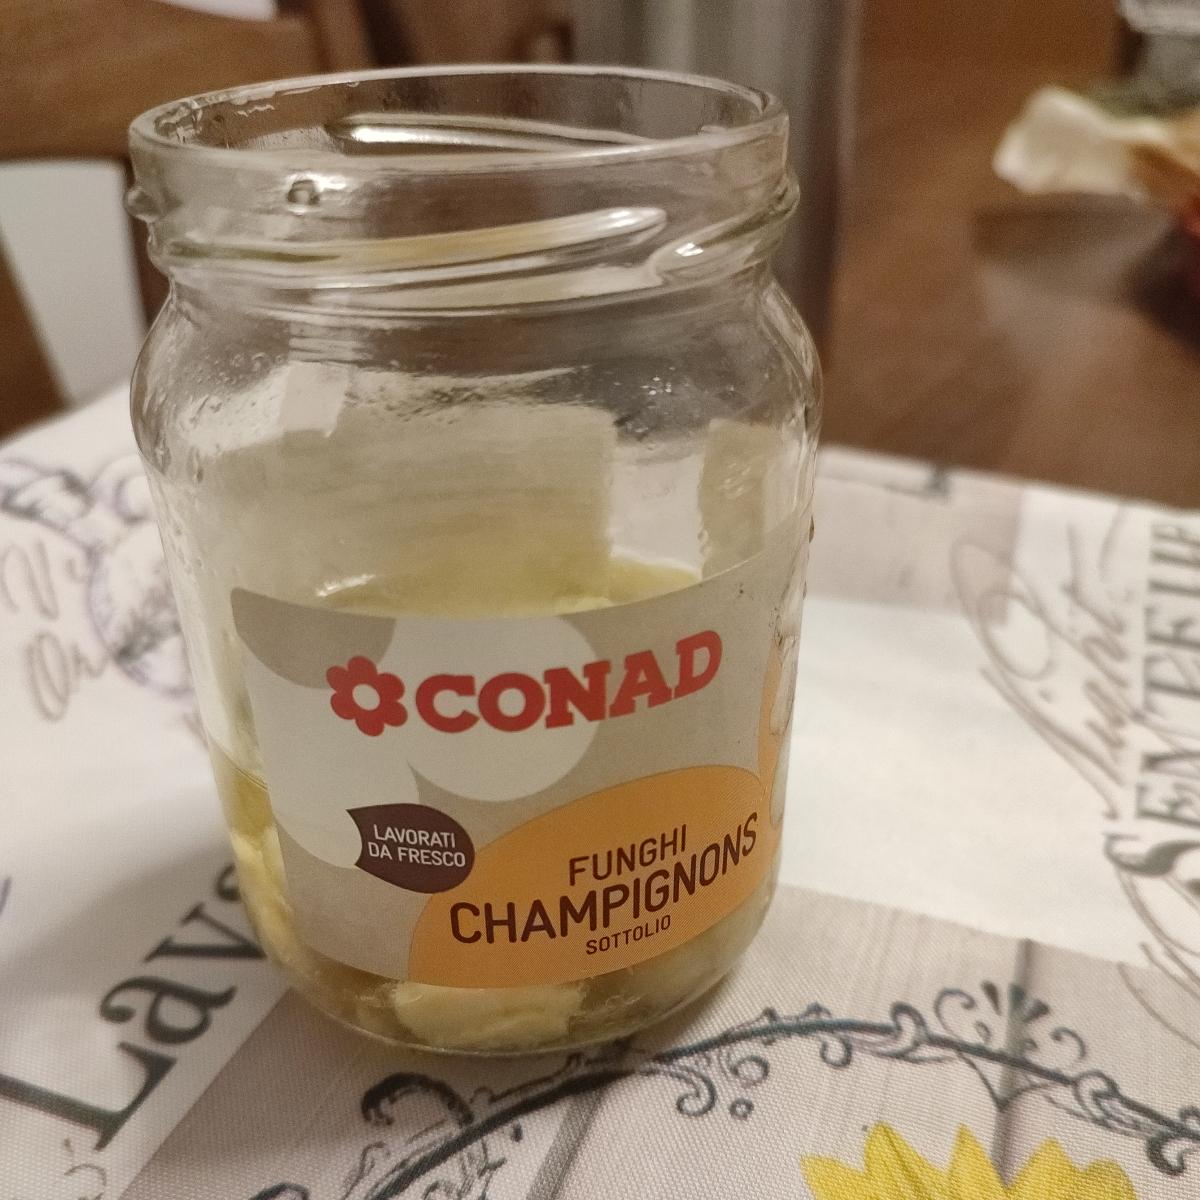 CONAD
LAVORATI
DA FRESCO
FUNGHI
CHAMPIGNONS
SOTTOLIO